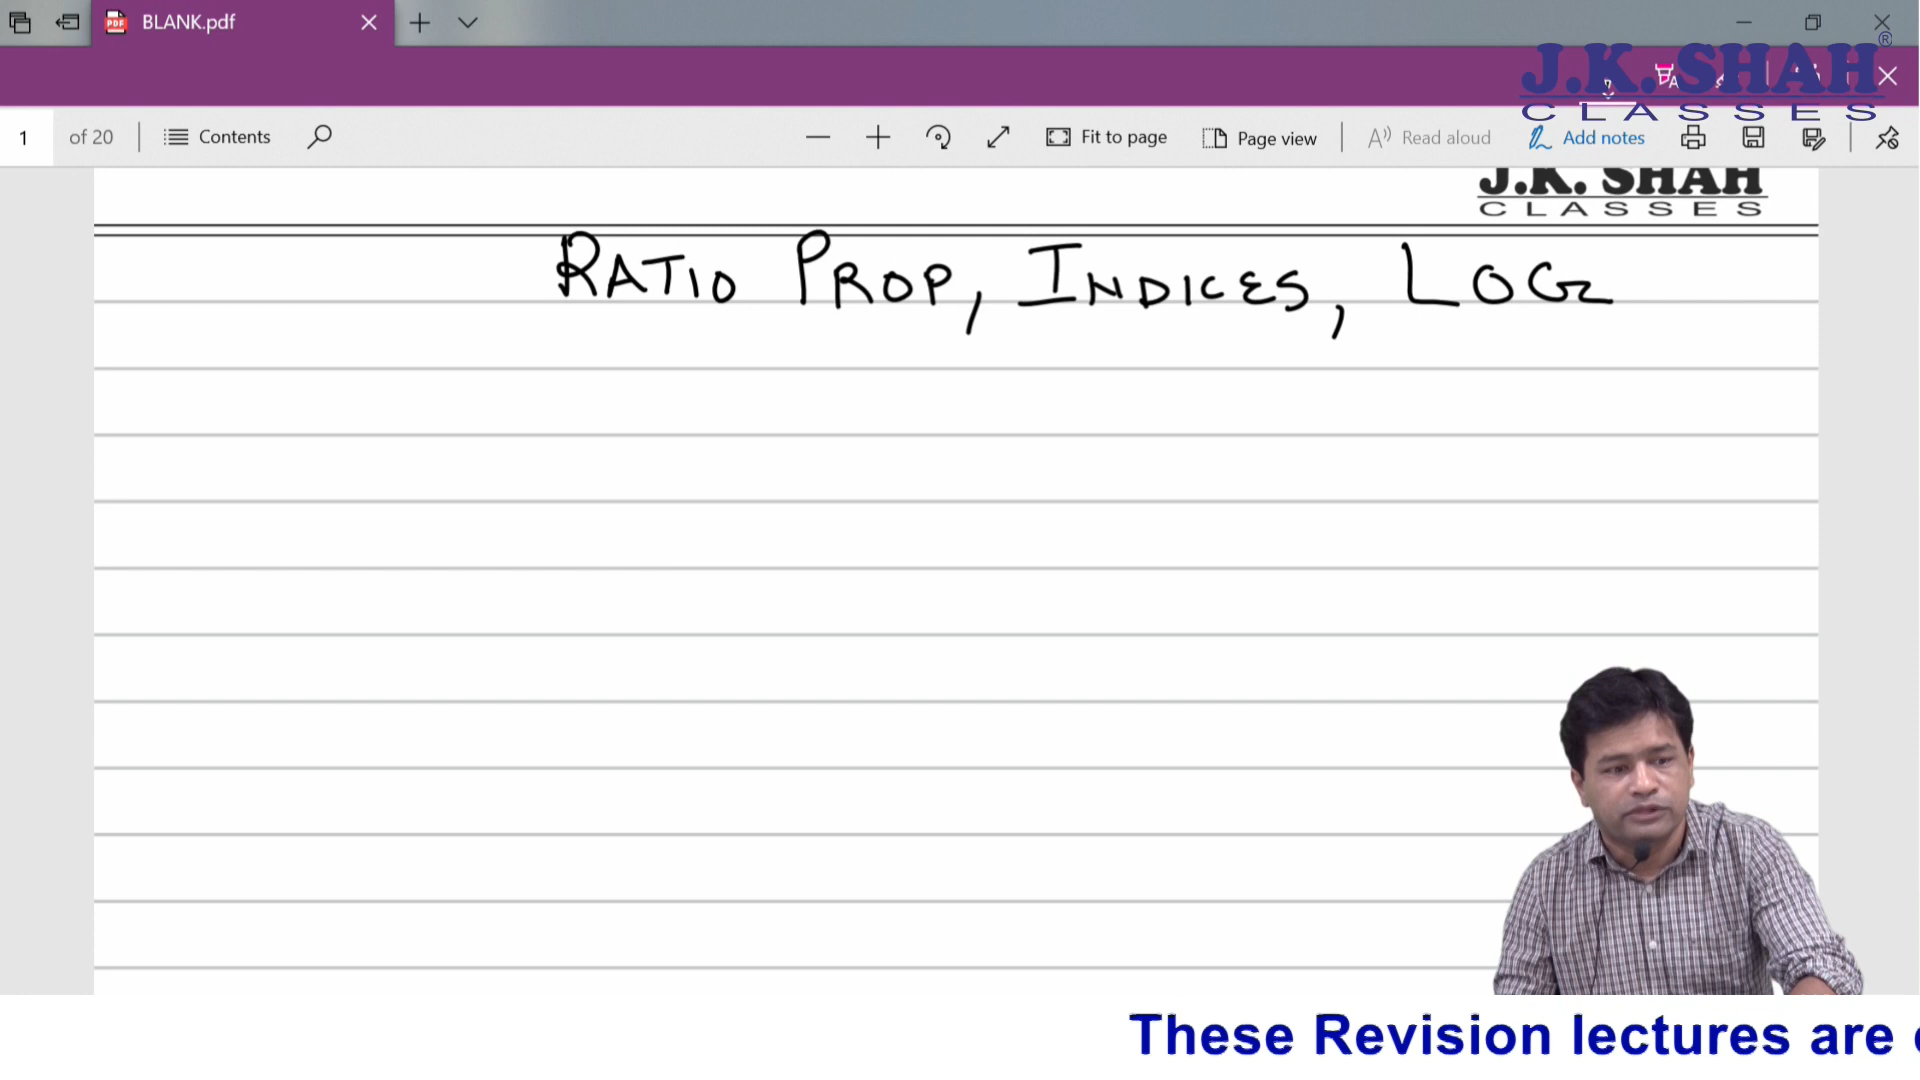 BLANK.pdf
J.K. SHAH®
CLASSES
1 of 20 Contents Fit to page Page view Read aloud Add notes
J.K. SHAH
CLASSES
RATIO PROP, INDICES, LOG
These Revision lectures are